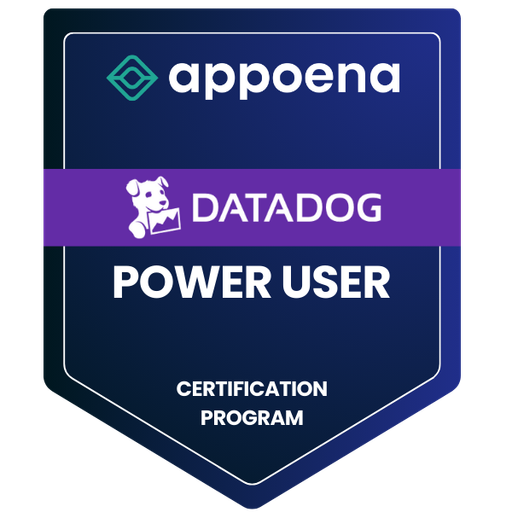 appoena
DATADOG
POWER USER
CERTIFICATION
PROGRAM